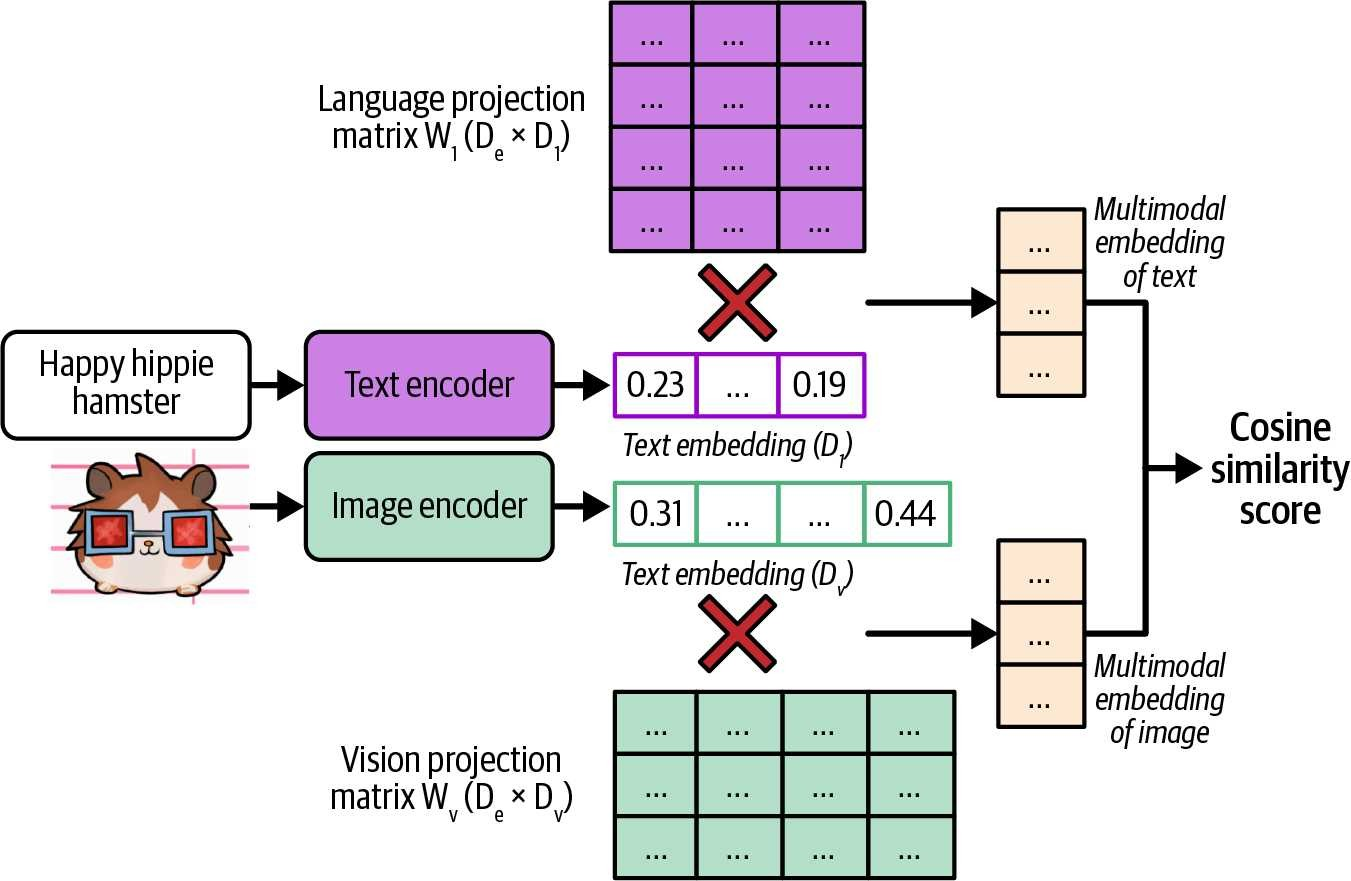 ... ... ...
... ... ...
... ... ...
... ... ...
Language projection
matrix W₁ (Dₑ × D₁)
...
...
...
Multimodal
embedding
of text
Happy hippie
hamster
Text encoder
0.23 ... 0.19
Text embedding (D₁)
Image encoder
0.31 ... ... 0.44
Text embedding (Dᵥ)
Cosine
similarity
score
...
...
...
Multimodal
embedding
of image
Vision projection
matrix Wᵥ (Dₑ × Dᵥ)
... ... ... ...
... ... ... ...
... ... ... ...